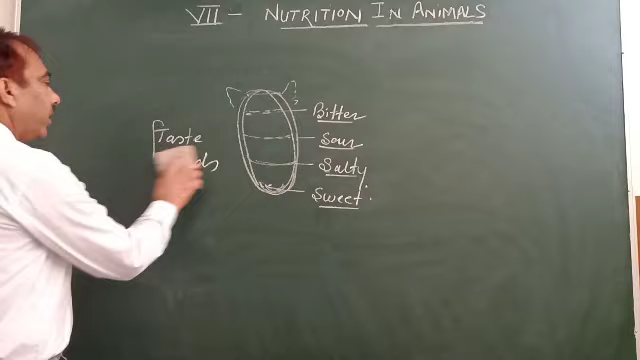 VII - NUTRITION IN ANIMALS
Bitter
Taste
Sour
Salty
Sweet